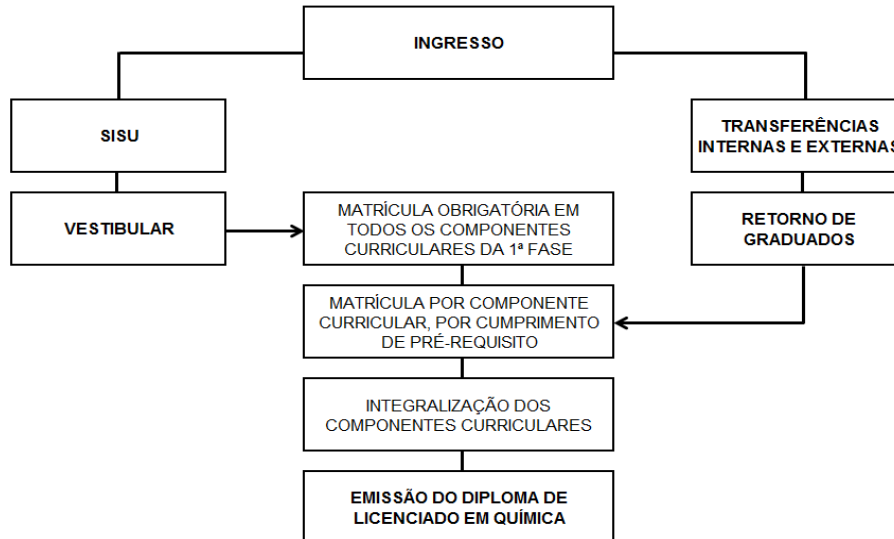 INGRESSO
SISU
TRANSFERÊNCIAS
INTERNAS E EXTERNAS
VESTIBULAR
MATRÍCULA OBRIGATÓRIA EM
TODOS OS COMPONENTES
CURRICULARES DA 1ª FASE
RETORNO DE
GRADUADOS
MATRÍCULA POR COMPONENTE
CURRICULAR, POR CUMPRIMENTO
DE PRÉ-REQUISITO
INTEGRALIZAÇÃO DOS
COMPONENTES CURRICULARES
EMISSÃO DO DIPLOMA DE
LICENCIADO EM QUÍMICA